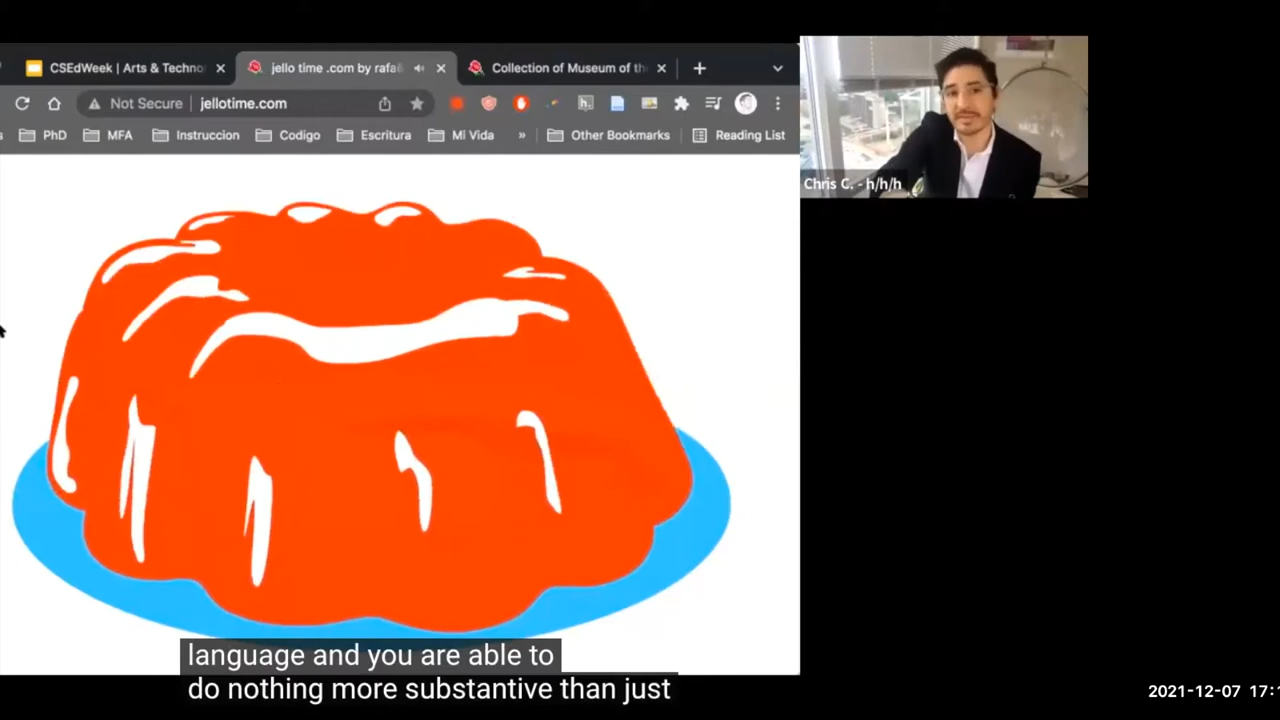 CSEdWeek | Arts & Techno
jello time .com by rafaë
Collection of Museum of th
Not Secure | jellotime.com
PhD
MFA
Instruccion
Codigo
Escritura
Mi Vida
»
Other Bookmarks
Reading List
Chris C. - h/h/h
language and you are able to
do nothing more substantive than just
2021-12-07 17:1